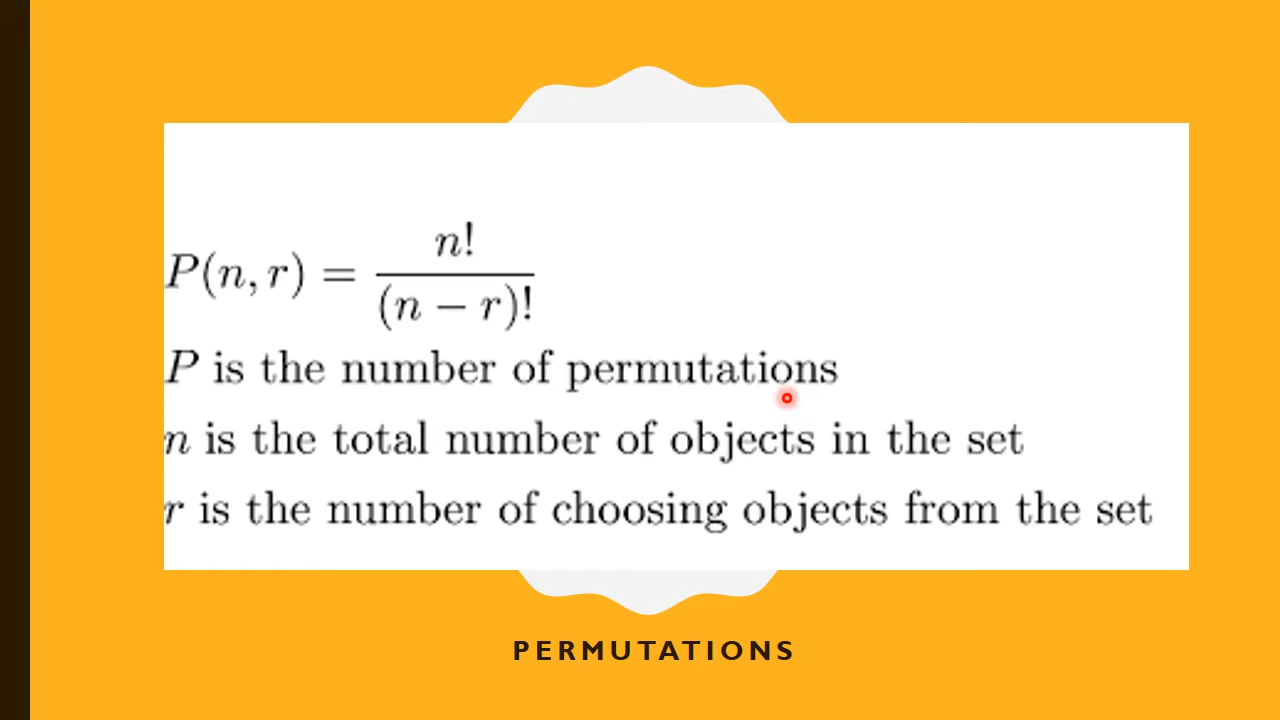 P(n, r) = n! / (n − r)!
P is the number of permutations
n is the total number of objects in the set
r is the number of choosing objects from the set
PERMUTATIONS